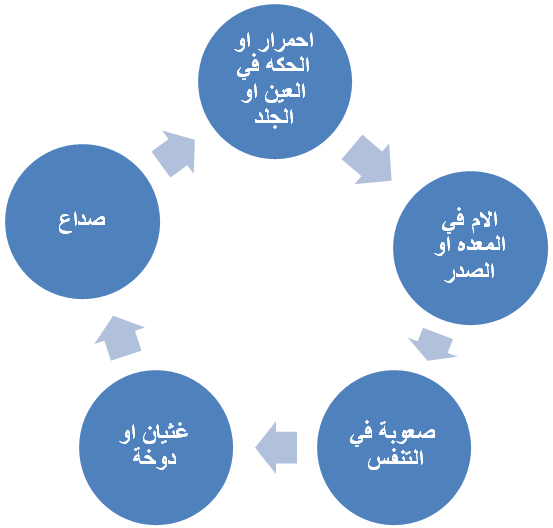 احمرار او
الحكه في
العين او
الجلد
الام في
المعده او
الصدر
صعوبة في
التنفس
غثيان او
دوخة
صداع